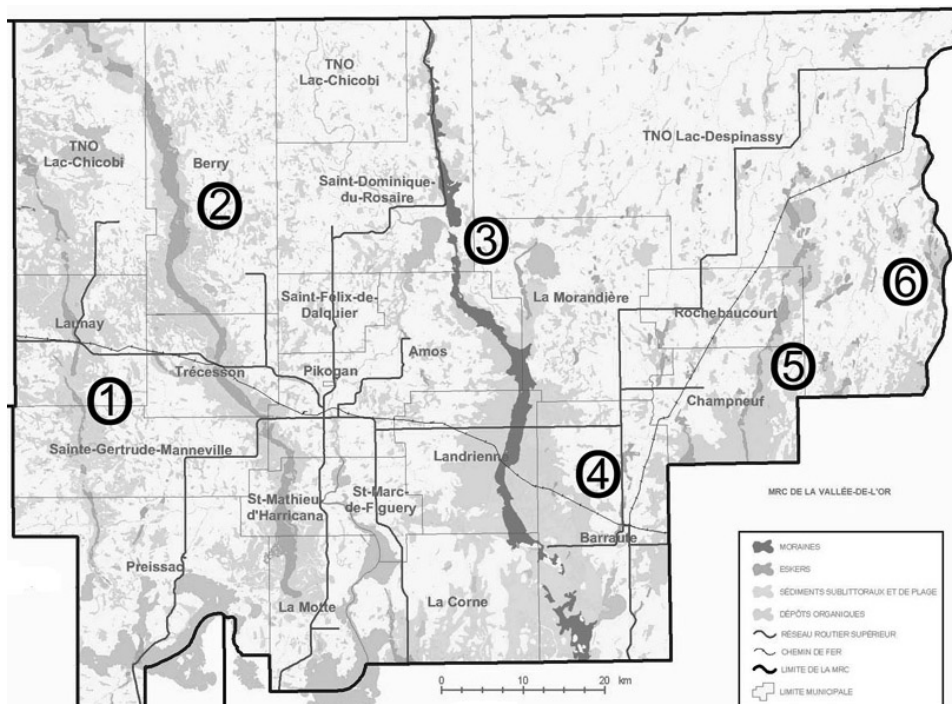 TNO
Lac-Chicobi
TNO
Lac-Chicobi
Berry
②
TNO Lac-Despinassy
Saint-Dominique-
du-Rosaire
③
⑥
La Morandière
Saint-Félix-de-
Dalquier
Rochebaucourt
Launay
Amos
Trécesson
Pikogan
⑤
①
Champneuf
Sainte-Gertrude-Manneville
Landrienne
④
St-Mathieu
d'Harricana
St-Marc-
de-Figuery
MRC DE LA VALLÉE-DE-L'OR
Barraute
Preissac
La Motte
La Corne
MORAINES
ESKERS
SÉDIMENTS SUBLITTORAUX ET DE PLAGE
DÉPÔTS ORGANIQUES
RÉSEAU ROUTIER SUPÉRIEUR
CHEMIN DE FER
LIMITE DE LA MRC
LIMITE MUNICIPALE
0 10 20 km